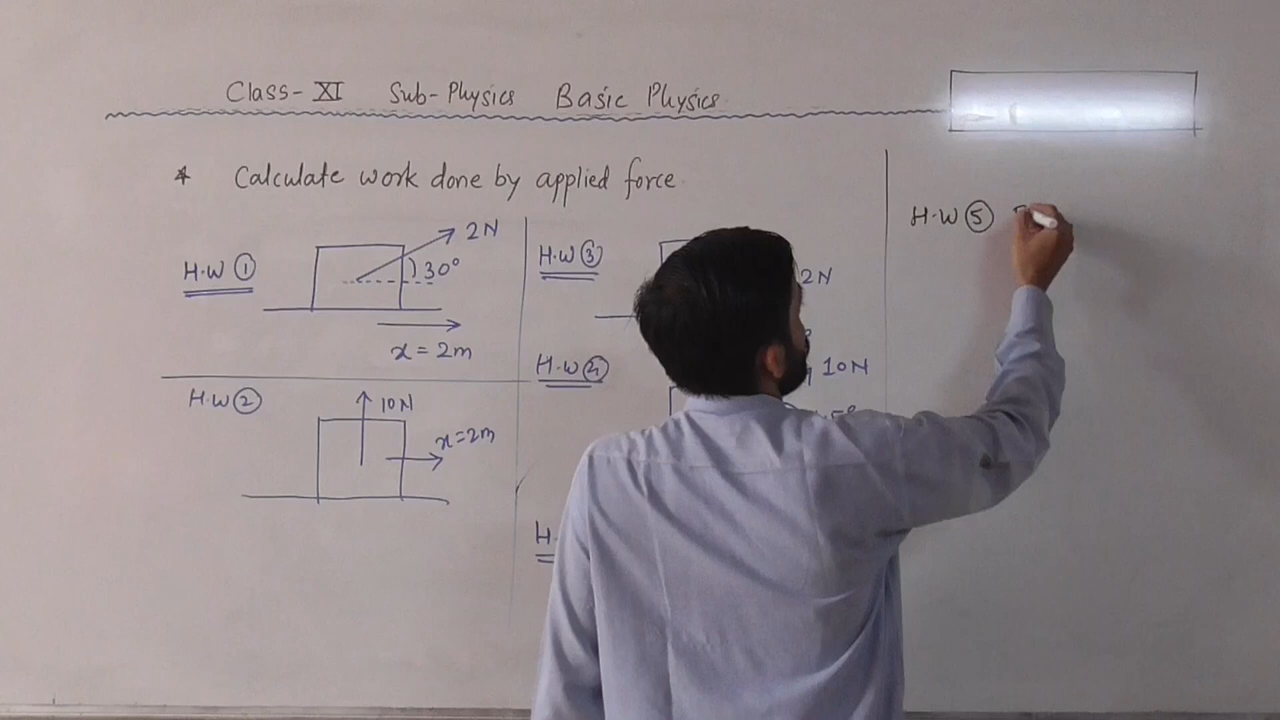 Class-XI Sub-Physics Basic Physics
* Calculate work done by applied force
H.W ①
2N
30°
x = 2m
H.W ②
10N
x=2m
H.W ③
2N
H.W ④
10N
H.
H.W ⑤